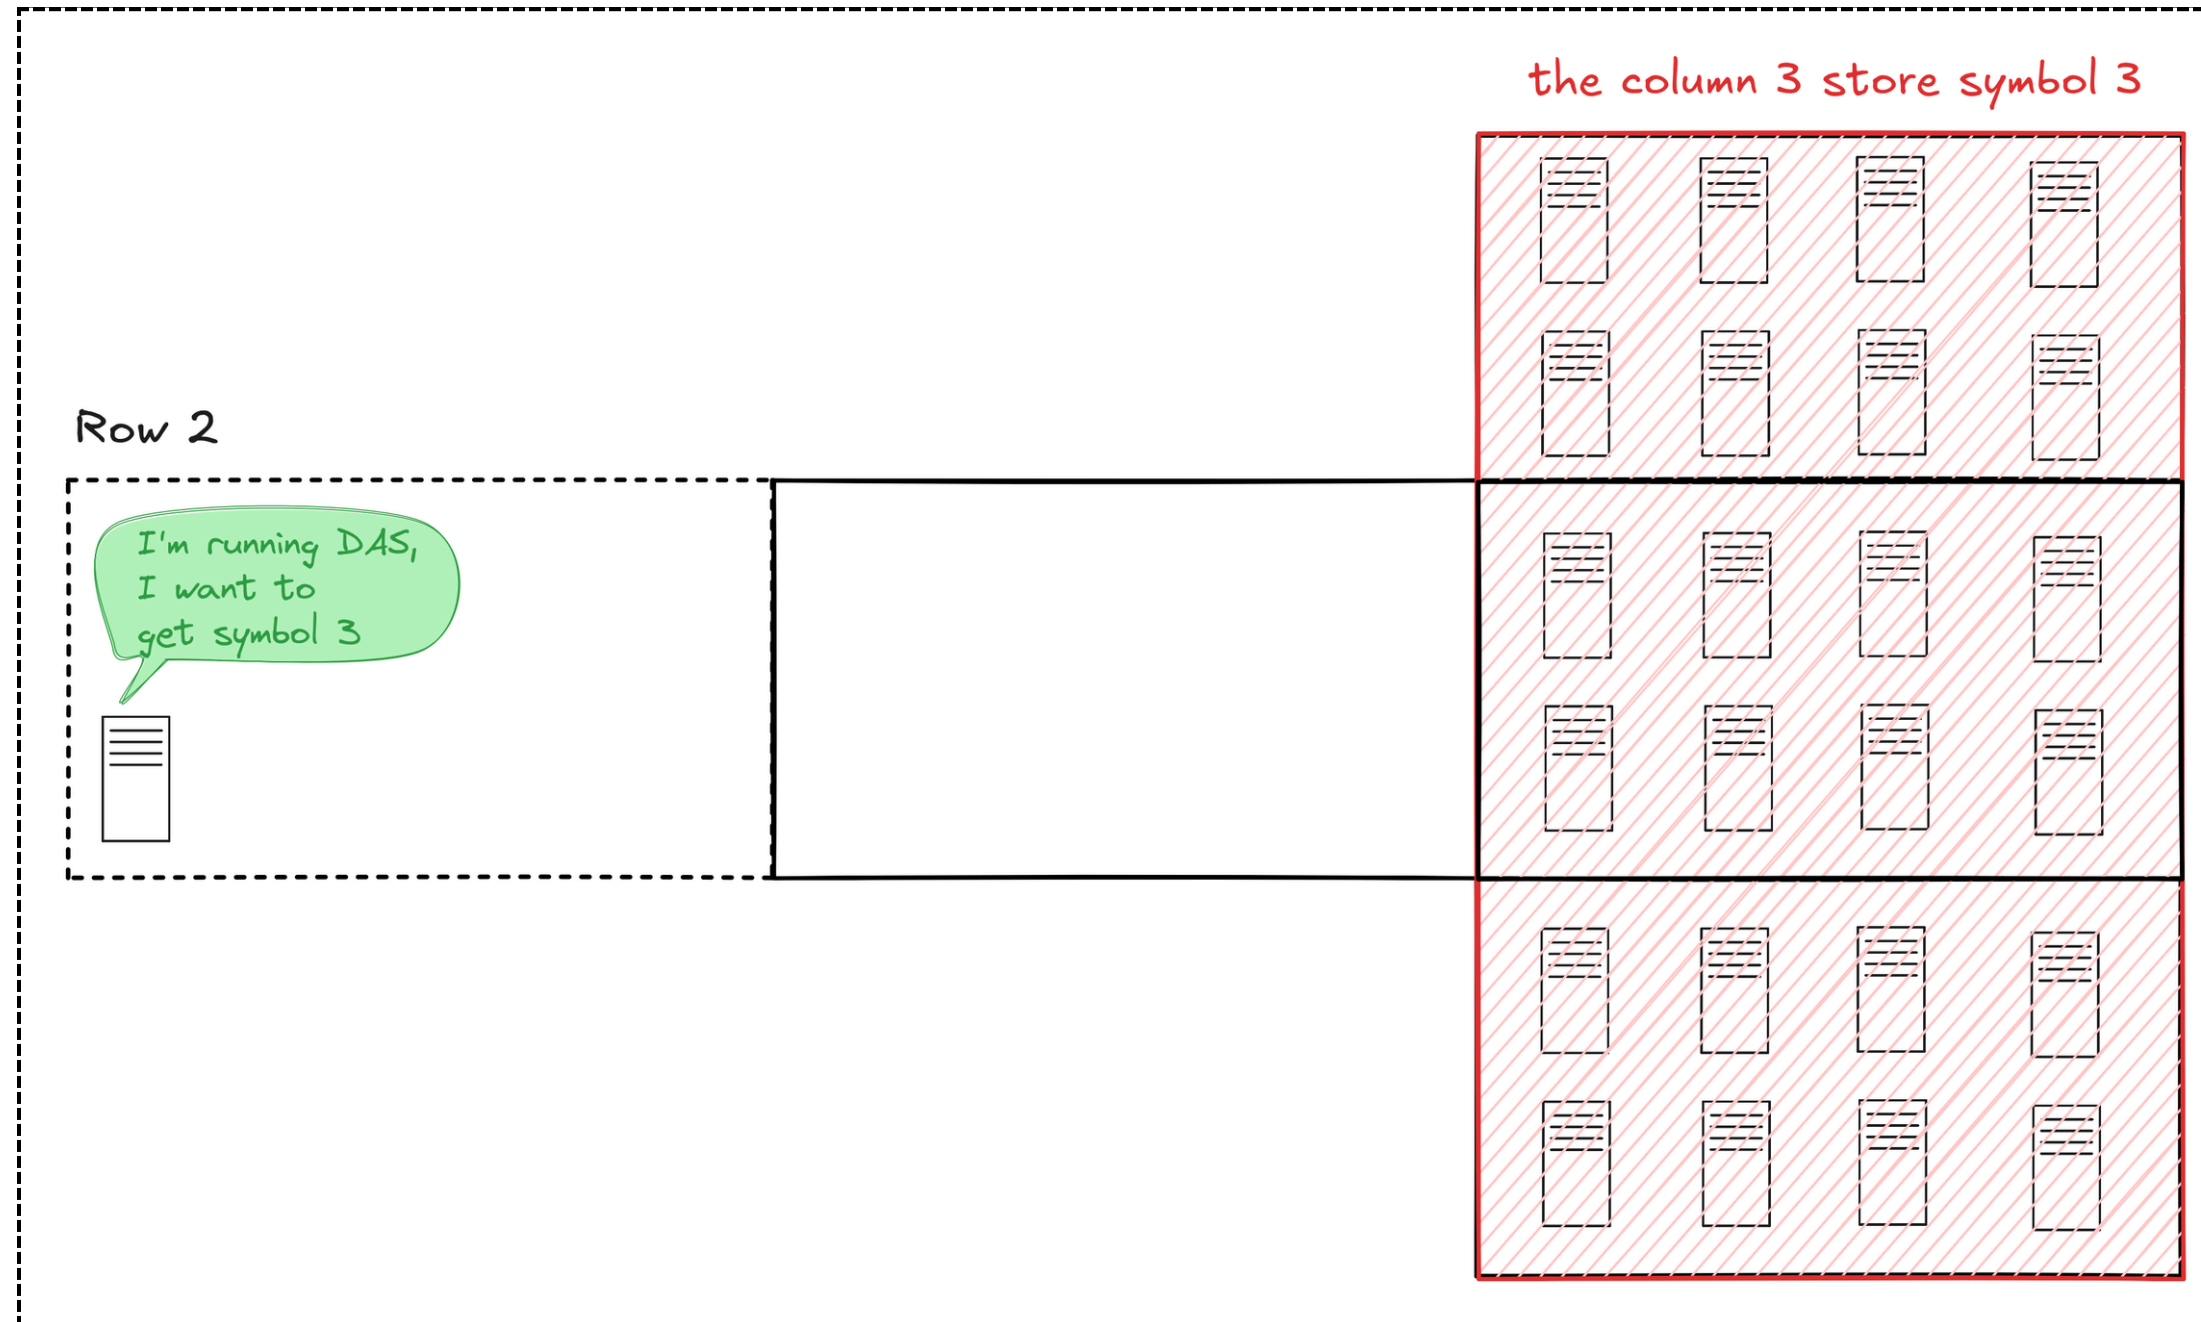 the column 3 store symbol 3
Row 2
I'm running DAS,
I want to
get symbol 3